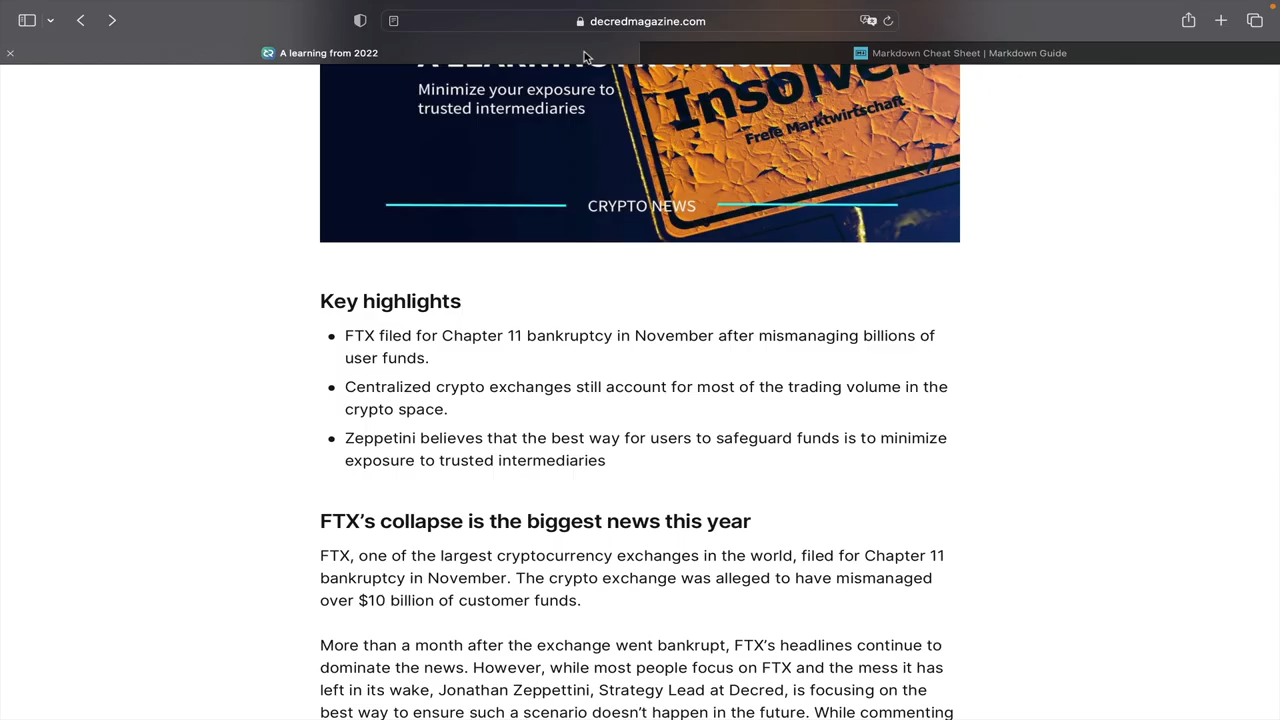 decredmagazine.com
A learning from 2022
Markdown Cheat Sheet | Markdown Guide
Minimize your exposure to
trusted intermediaries
Insolven
Freie Marktwirtschaft
CRYPTO NEWS
Key highlights
• FTX filed for Chapter 11 bankruptcy in November after mismanaging billions of
user funds.
• Centralized crypto exchanges still account for most of the trading volume in the
crypto space.
• Zeppetini believes that the best way for users to safeguard funds is to minimize
exposure to trusted intermediaries
FTX’s collapse is the biggest news this year
FTX, one of the largest cryptocurrency exchanges in the world, filed for Chapter 11
bankruptcy in November. The crypto exchange was alleged to have mismanaged
over $10 billion of customer funds.
More than a month after the exchange went bankrupt, FTX’s headlines continue to
dominate the news. However, while most people focus on FTX and the mess it has
left in its wake, Jonathan Zeppettini, Strategy Lead at Decred, is focusing on the
best way to ensure such a scenario doesn’t happen in the future. While commenting